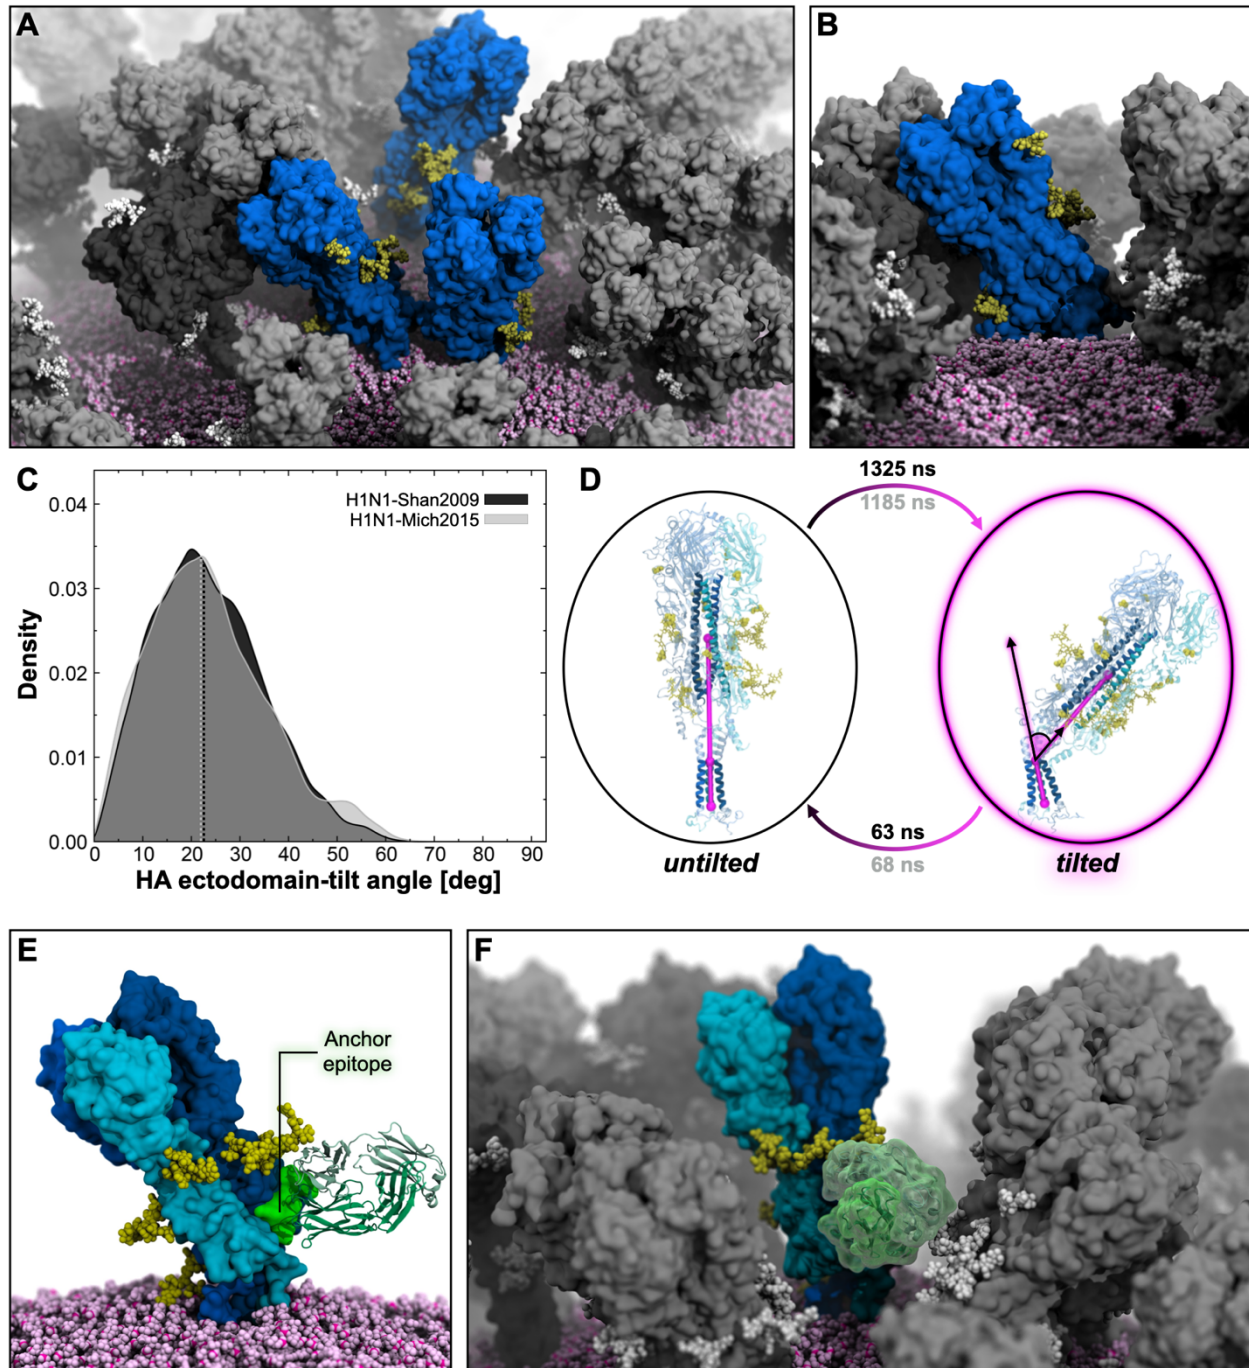 A
B
C
H1N1-Shan2009
H1N1-Mich2015
0.04
0.03
0.02
0.01
0.00
Density
0 10 20 30 40 50 60 70 80 90
HA ectodomain-tilt angle [deg]
D
1325 ns
1185 ns
63 ns
68 ns
untilted
tilted
E
Anchor
epitope
F